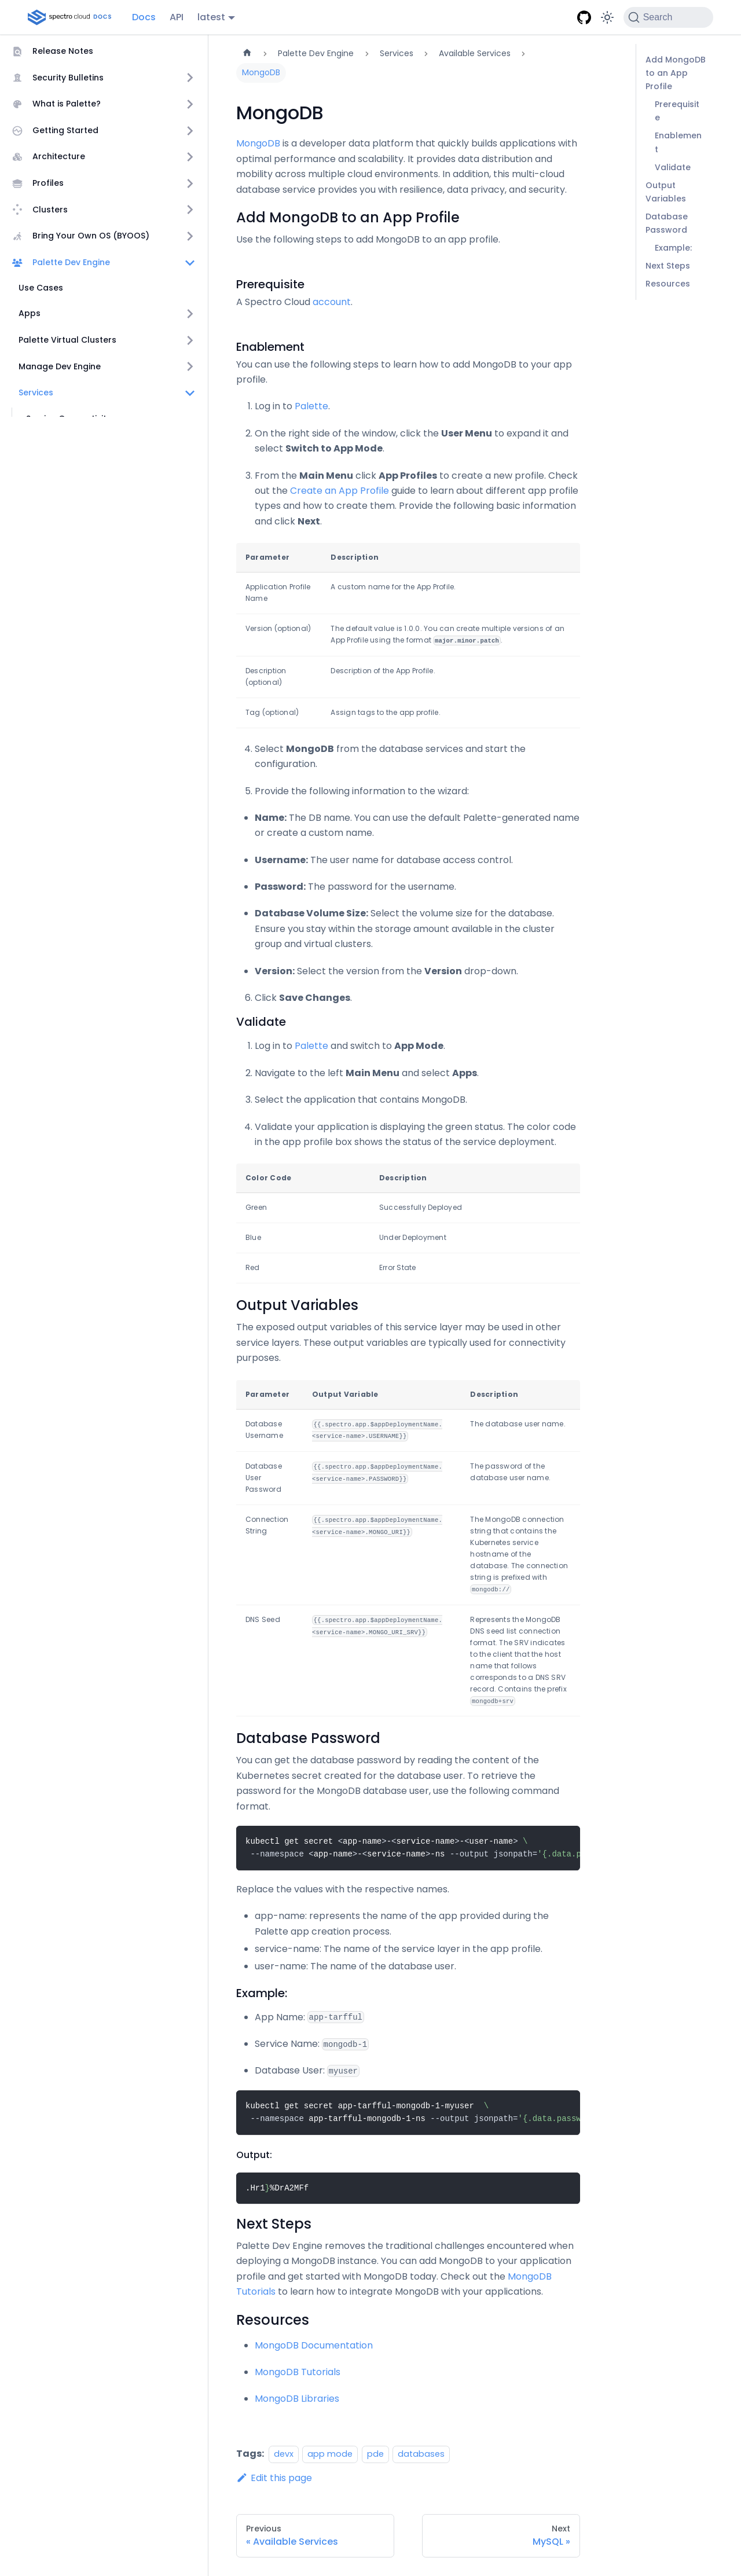 spectro cloud DOCS
Docs
API
latest
Search
Release Notes
Security Bulletins
What is Palette?
Getting Started
Architecture
Profiles
Clusters
Bring Your Own OS (BYOOS)
Palette Dev Engine
Use Cases
Apps
Palette Virtual Clusters
Manage Dev Engine
Services
Palette Dev Engine
Services
Available Services
MongoDB
MongoDB
MongoDB is a developer data platform that quickly builds applications with
optimal performance and scalability. It provides data distribution and
mobility across multiple cloud environments. In addition, this multi-cloud
database service provides you with resilience, data privacy, and security.
Add MongoDB to an App Profile
Use the following steps to add MongoDB to an app profile.
Prerequisite
A Spectro Cloud account.
Enablement
You can use the following steps to learn how to add MongoDB to your app
profile.
1. Log in to Palette.
2. On the right side of the window, click the User Menu to expand it and
select Switch to App Mode.
3. From the Main Menu click App Profiles to create a new profile. Check
out the Create an App Profile guide to learn about different app profile
types and how to create them. Provide the following basic information
and click Next.
Parameter Description
Application Profile
Name
A custom name for the App Profile.
Version (optional)
The default value is 1.0.0. You can create multiple versions of an
App Profile using the format major.minor.patch
Description
(optional)
Description of the App Profile.
Tag (optional)
Assign tags to the app profile.
4. Select MongoDB from the database services and start the
configuration.
5. Provide the following information to the wizard:
• Name: The DB name. You can use the default Palette-generated name
or create a custom name.
• Username: The user name for database access control.
• Password: The password for the username.
• Database Volume Size: Select the volume size for the database.
Ensure you stay within the storage amount available in the cluster
group and virtual clusters.
• Version: Select the version from the Version drop-down.
6. Click Save Changes.
Validate
1. Log in to Palette and switch to App Mode.
2. Navigate to the left Main Menu and select Apps.
3. Select the application that contains MongoDB.
4. Validate your application is displaying the green status. The color code
in the app profile box shows the status of the service deployment.
Color Code Description
Green Successfully Deployed
Blue Under Deployment
Red Error State
Output Variables
The exposed output variables of this service layer may be used in other
service layers. These output variables are typically used for connectivity
purposes.
Parameter Output Variable Description
Database
Username
{{.spectro.app.$appDeploymentName.
<service-name>.USERNAME}}
The database user name.
Database
User
Password
{{.spectro.app.$appDeploymentName.
<service-name>.PASSWORD}}
The password of the
database user name.
Connection
String
{{.spectro.app.$appDeploymentName.
<service-name>.MONGO_URI}}
The MongoDB connection
string that contains the
Kubernetes service
hostname of the
database. The connection
string is prefixed with
mongodb://
DNS Seed
{{.spectro.app.$appDeploymentName.
<service-name>.MONGO_URI_SRV}}
Represents the MongoDB
DNS seed list connection
format. The SRV indicates
to the client that the host
name that follows
corresponds to a DNS SRV
record. Contains the prefix
mongodb+srv
Database Password
You can get the database password by reading the content of the
Kubernetes secret created for the database user. To retrieve the
password for the MongoDB database user, use the following command
format.
kubectl get secret <app-name>-<service-name>-<user-name> \
--namespace <app-name>-<service-name>-ns --output jsonpath='{.data.p
Replace the values with the respective names.
• app-name: represents the name of the app provided during the
Palette app creation process.
• service-name: The name of the service layer in the app profile.
• user-name: The name of the database user.
Example:
• App Name: app-tarfful
• Service Name: mongodb-1
• Database User: myuser
kubectl get secret app-tarfful-mongodb-1-myuser \
--namespace app-tarfful-mongodb-1-ns --output jsonpath='{.data.passw
Output:
.Hr1}%DrA2MFf
Next Steps
Palette Dev Engine removes the traditional challenges encountered when
deploying a MongoDB instance. You can add MongoDB to your application
profile and get started with MongoDB today. Check out the MongoDB
Tutorials to learn how to integrate MongoDB with your applications.
Resources
• MongoDB Documentation
• MongoDB Tutorials
• MongoDB Libraries
Tags: devx app mode pde databases
Edit this page
Previous
« Available Services
Next
MySQL »
Add MongoDB
to an App
Profile
Prerequisit
e
Enablemen
t
Validate
Output
Variables
Database
Password
Example:
Next Steps
Resources